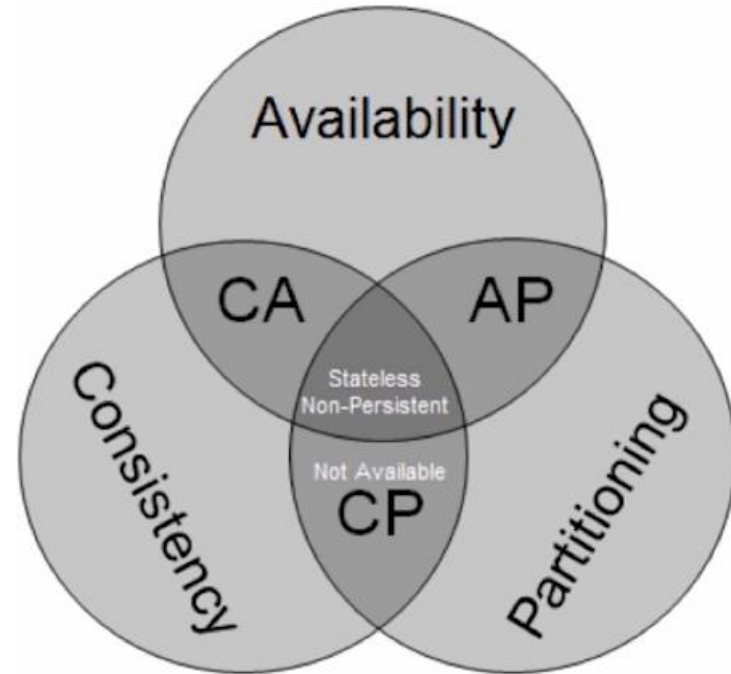 Availability
CA
AP
Stateless
Non-Persistent
Consistency
Not Available
CP
Partitioning